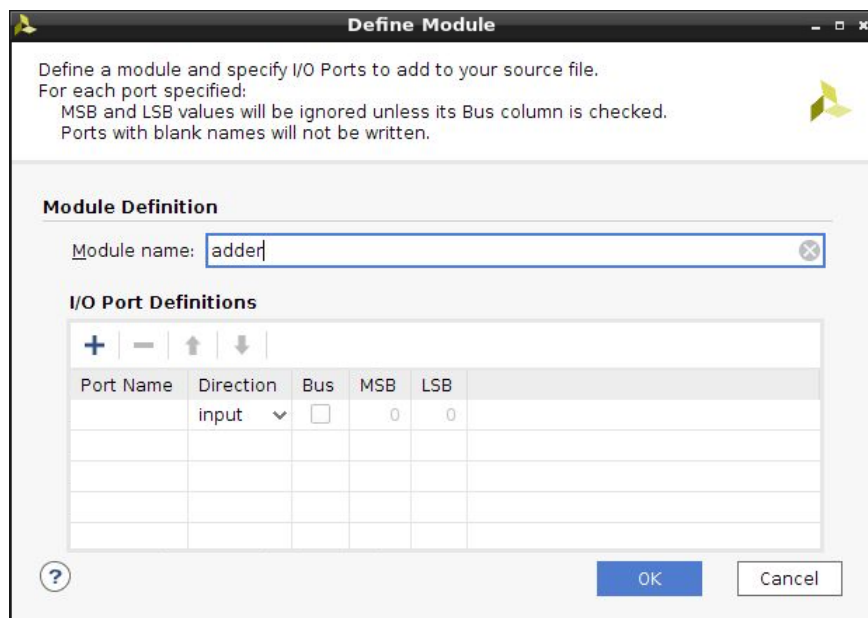 Define Module
Define a module and specify I/O Ports to add to your source file.
For each port specified:
MSB and LSB values will be ignored unless its Bus column is checked.
Ports with blank names will not be written.
Module Definition
Module name: adder
I/O Port Definitions
Port Name Direction Bus MSB LSB
input 0 0
? OK Cancel